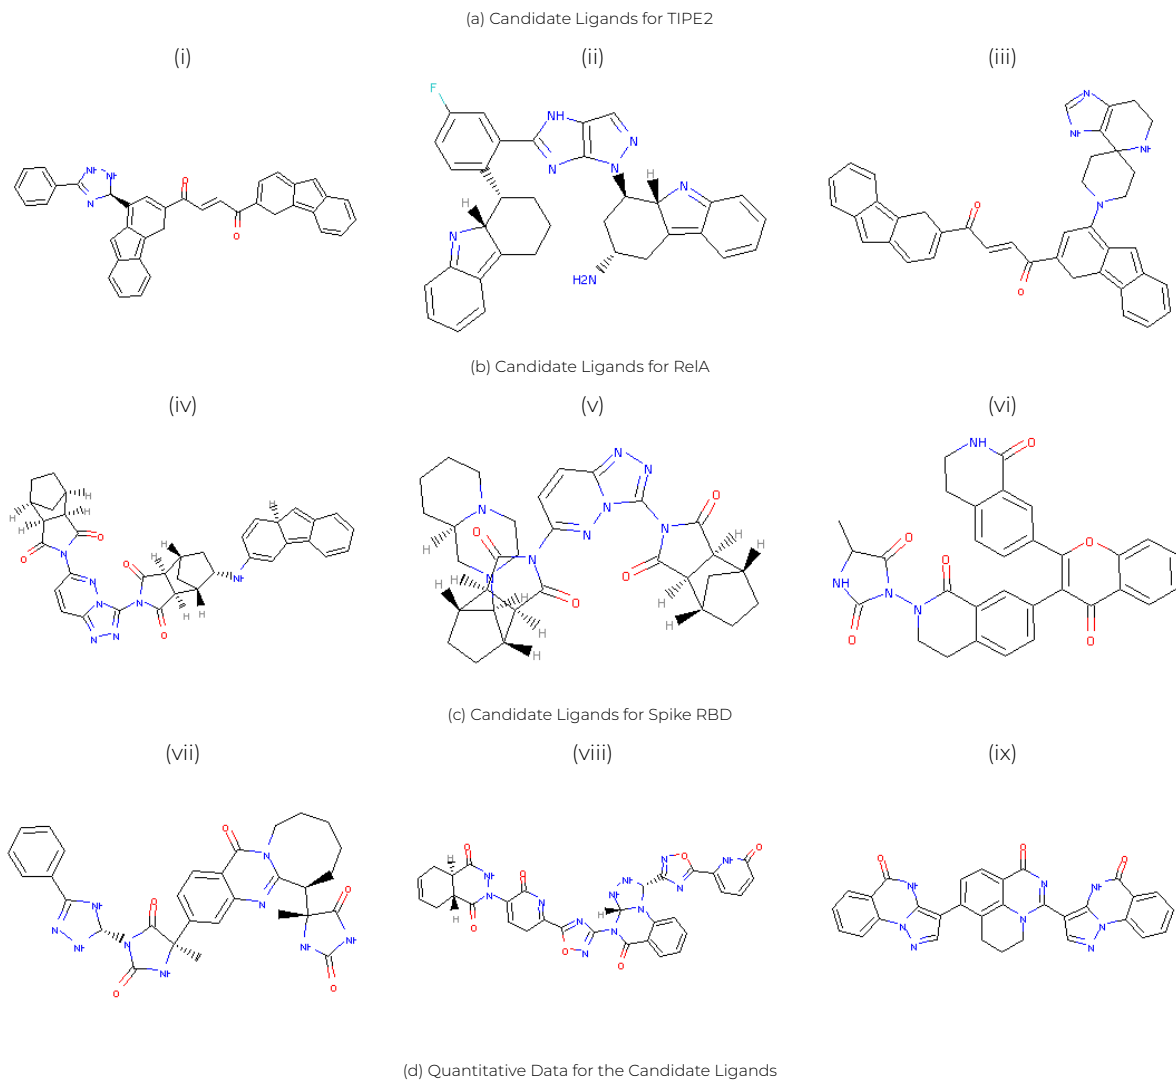 (a) Candidate Ligands for TIPE2
(i) (ii) (iii)
(b) Candidate Ligands for RelA
(iv) (v) (vi)
(c) Candidate Ligands for Spike RBD
(vii) (viii) (ix)
(d) Quantitative Data for the Candidate Ligands